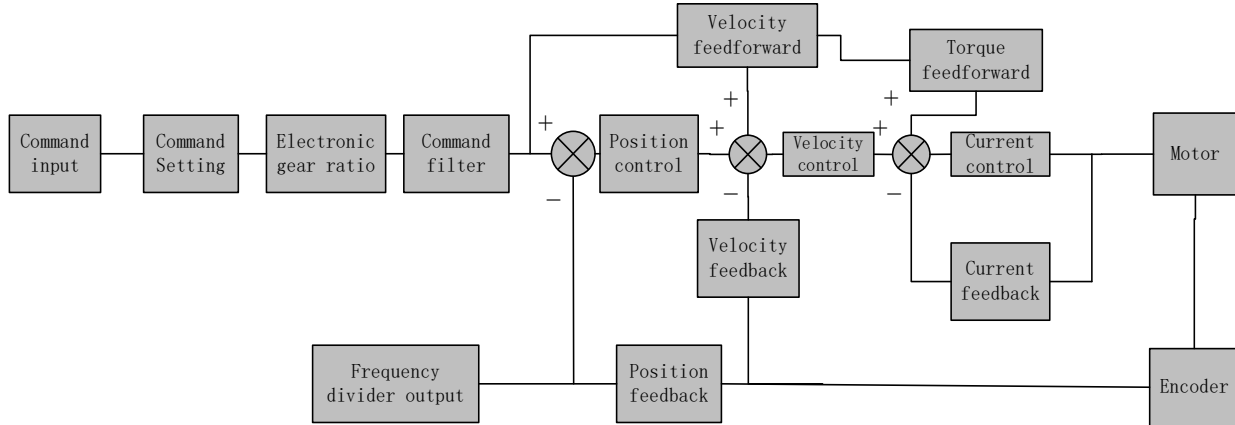 Velocity
feedforward
Torque
feedforward
+
+
Command
input
Command
Setting
Electronic
gear ratio
Command
filter
+
Position
control
+
Velocity
control
+
Current
control
Motor
−
−
−
Velocity
feedback
Current
feedback
Frequency
divider output
Position
feedback
Encoder